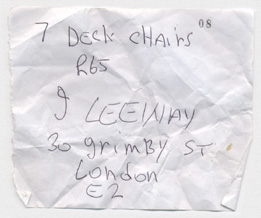 7 Deck chairs 08
R65
J LEEWAY
30 grimby ST
London
E2